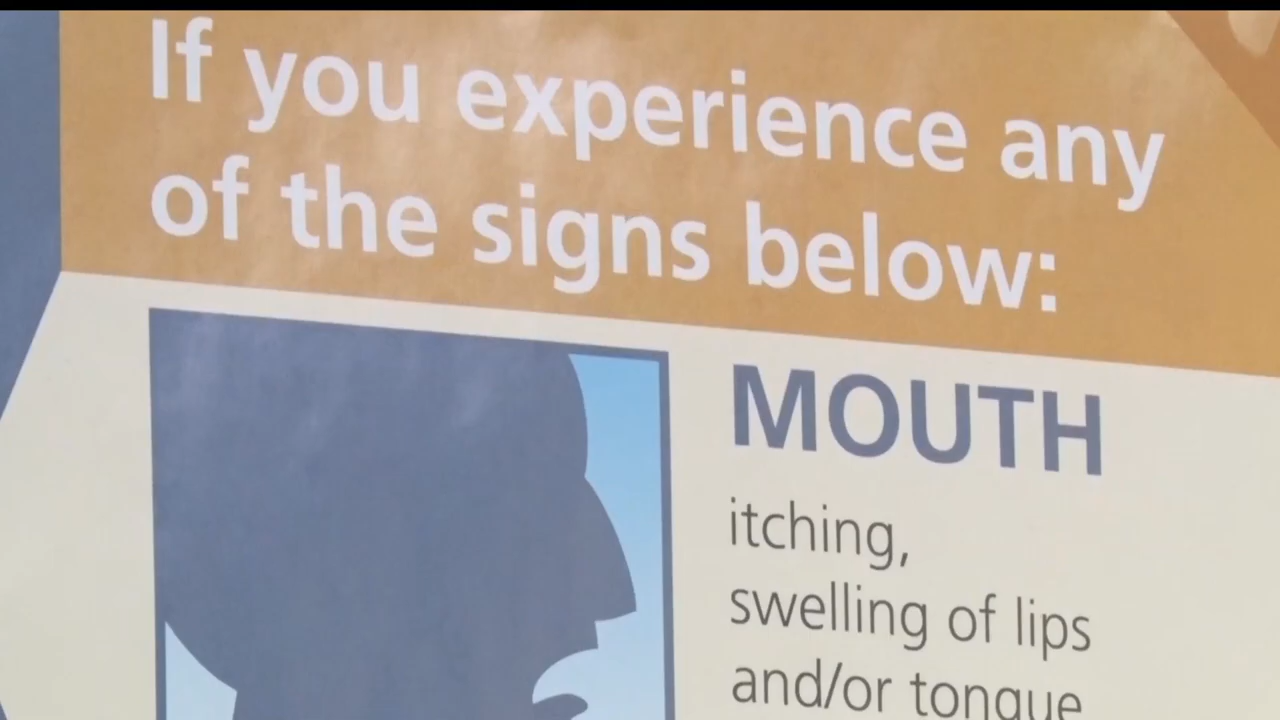 If you experience any
of the signs below:
MOUTH
itching,
swelling of lips
and/or tongue